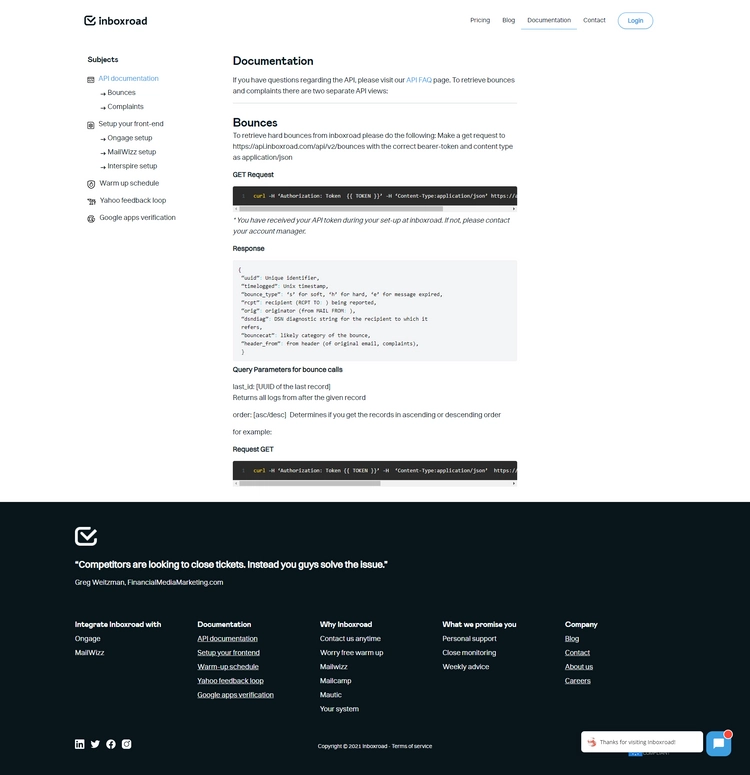 inboxroad
Pricing
Blog
Documentation
Contact
Login
Subjects
API documentation
→ Bounces
→ Complaints
Setup your front-end
→ Ongage setup
→ MailWizz setup
→ Interspire setup
Warm up schedule
Yahoo feedback loop
Google apps verification
Documentation
If you have questions regarding the API, please visit our API FAQ page. To retrieve bounces
and complaints there are two separate API views:
Bounces
To retrieve hard bounces from inboxroad please do the following: Make a get request to
https://api.inboxroad.com/api/v2/bounces with the correct bearer-token and content type
as application/json
GET Request
1 curl -H ‘Authorization: Token {{ TOKEN }}’ -H ‘Content-Type:application/json’ https://a
* You have received your API token during your set-up at inboxroad. If not, please contact
your account manager.
Response
{
“uuid”: Unique identifier,
“timelogged”: Unix timestamp,
“bounce_type”: ‘s’ for soft, ‘h’ for hard, ‘e’ for message expired,
“rcpt”: recipient (RCPT TO: ) being reported,
“orig”: originator (from MAIL FROM: ),
“dsndiag”: DSN diagnostic string for the recipient to which it
refers,
“bouncecat”: likely category of the bounce,
“header_from”: from header (of original email, complaints),
}
Query Parameters for bounce calls
last_id: [UUID of the last record]
Returns all logs from after the given record
order: [asc/desc] Determines if you get the records in ascending or descending order
for example:
Request GET
1 curl -H ‘Authorization: Token {{ TOKEN }}’ -H ‘Content-Type:application/json’ https://
“Competitors are looking to close tickets. Instead you guys solve the issue.”
Greg Weitzman, FinancialMediaMarketing.com
Integrate Inboxroad with
Ongage
MailWizz
Documentation
API documentation
Setup your frontend
Warm-up schedule
Yahoo feedback loop
Google apps verification
Why Inboxroad
Contact us anytime
Worry free warm up
Mailwizz
Mailcamp
Mautic
Your system
What we promise you
Personal support
Close monitoring
Weekly advice
Company
Blog
Contact
About us
Careers
Copyright © 2021 Inboxroad · Terms of service
Thanks for visiting Inboxroad!